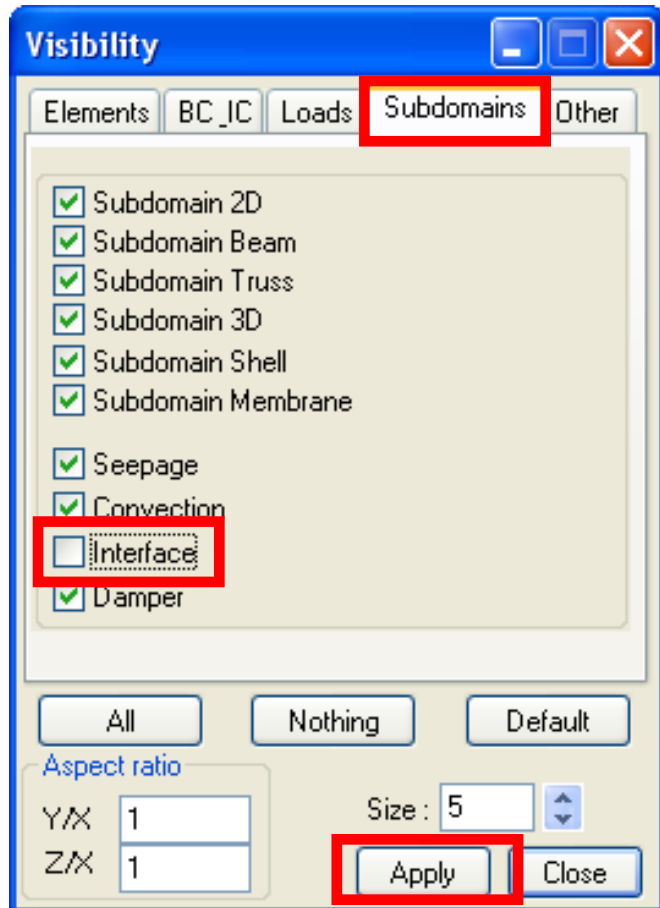 Visibility
Elements BC_IC Loads Subdomains Other
Subdomain 2D
Subdomain Beam
Subdomain Truss
Subdomain 3D
Subdomain Shell
Subdomain Membrane
Seepage
Convection
Interface
Damper
All Nothing Default
Aspect ratio
Y/X 1 Size : 5
Z/X 1 Apply Close